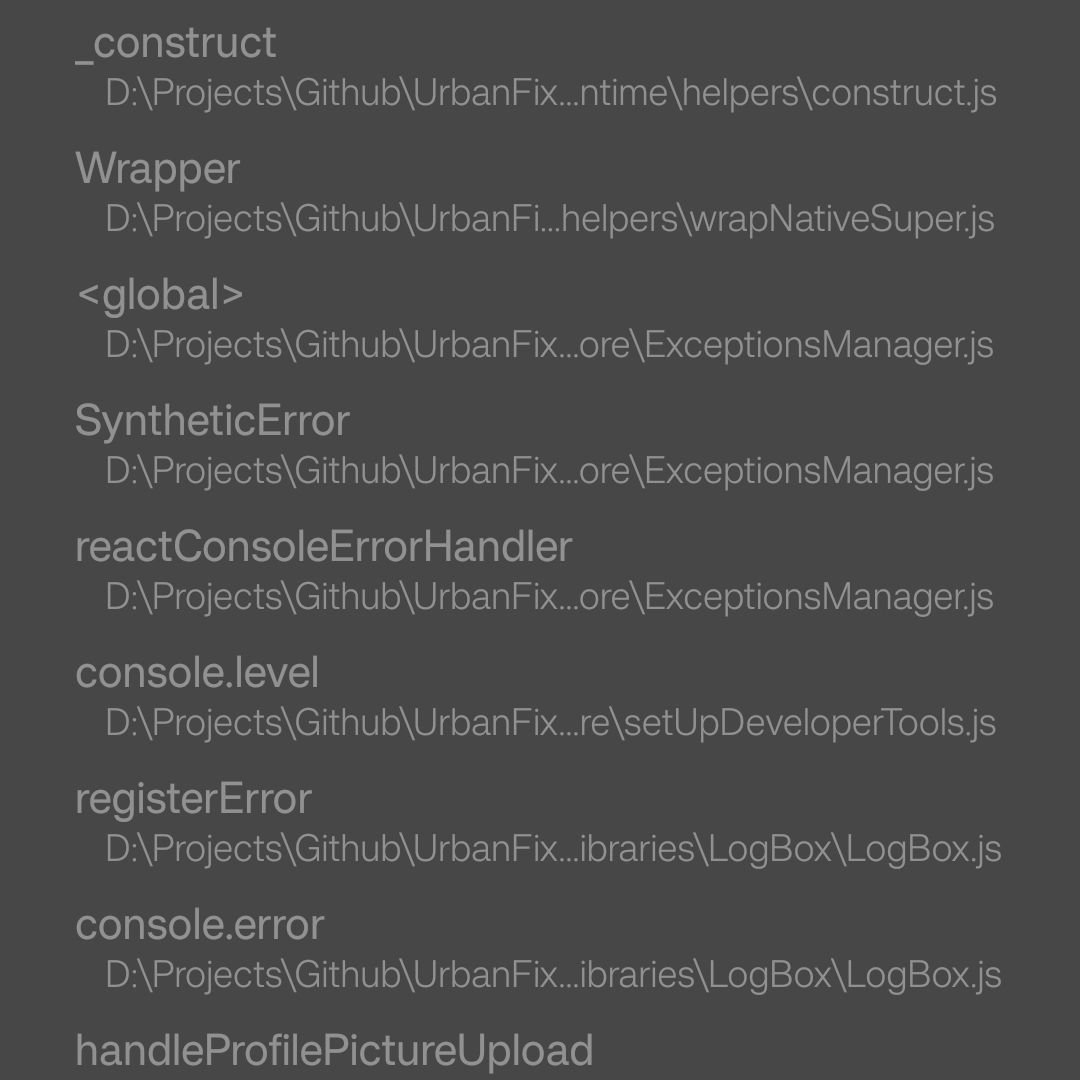 _construct
D:\Projects\Github\UrbanFix...ntime\helpers\construct.js
Wrapper
D:\Projects\Github\UrbanFi...helpers\wrapNativeSuper.js
<global>
D:\Projects\Github\UrbanFix...ore\ExceptionsManager.js
SyntheticError
D:\Projects\Github\UrbanFix...ore\ExceptionsManager.js
reactConsoleErrorHandler
D:\Projects\Github\UrbanFix...ore\ExceptionsManager.js
console.level
D:\Projects\Github\UrbanFix...re\setUpDeveloperTools.js
registerError
D:\Projects\Github\UrbanFix...ibraries\LogBox\LogBox.js
console.error
D:\Projects\Github\UrbanFix...ibraries\LogBox\LogBox.js
handleProfilePictureUpload